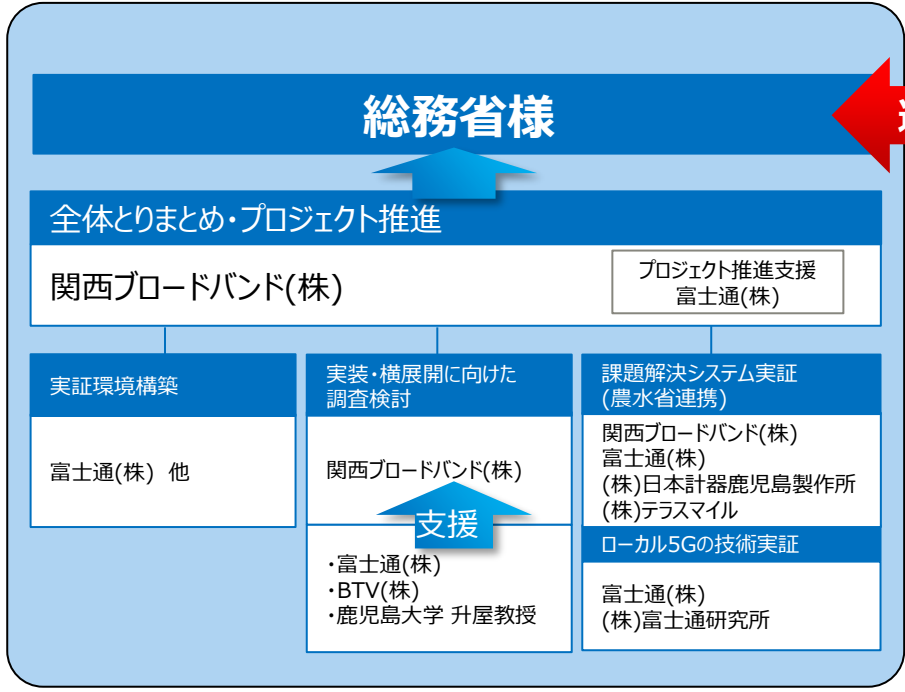 総務省様
全体とりまとめ・プロジェクト推進
関西ブロードバンド(株)
プロジェクト推進支援
富士通(株)
実証環境構築
富士通(株) 他
実装・横展開に向けた
調査検討
関西ブロードバンド(株)
支援
・富士通(株)
・BTV(株)
・鹿児島大学 升屋教授
課題解決システム実証
(農水省連携)
関西ブロードバンド(株)
富士通(株)
(株)日本計器鹿児島製作所
(株)テラスマイル
ローカル5Gの技術実証
富士通(株)
(株)富士通研究所